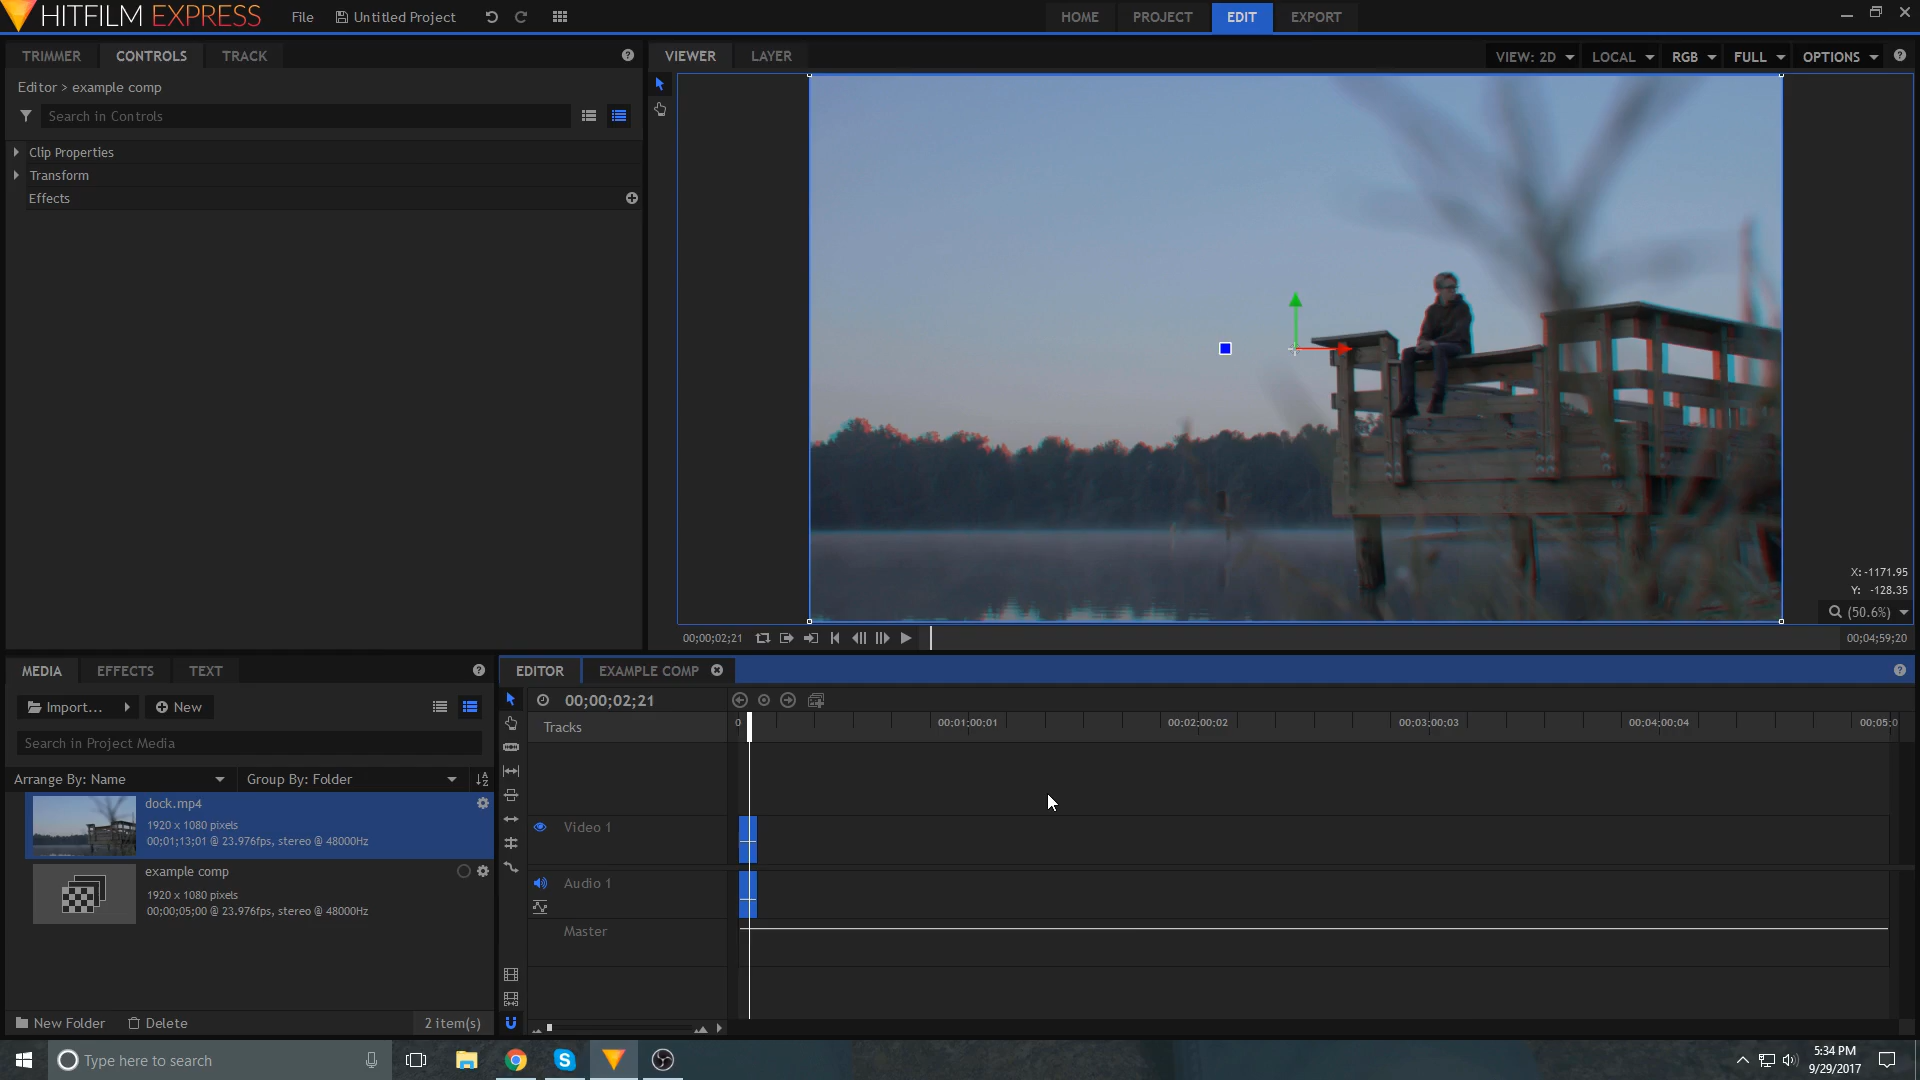 HITFILM EXPRESS
File
Untitled Project
HOME
PROJECT
EDIT
EXPORT
TRIMMER
CONTROLS
TRACK
Editor > example comp
Search in Controls
Clip Properties
Transform
Effects
VIEWER
LAYER
VIEW: 2D
LOCAL
RGB
FULL
OPTIONS
X: -1171.95
Y: -128.35
(50.6%)
00;00;02;21
00;04;59;20
MEDIA
EFFECTS
TEXT
Import...
New
Search in Project Media
Arrange By: Name
Group By: Folder
dock.mp4
1920 x 1080 pixels
00;01;13;01 @ 23.976fps, stereo @ 48000Hz
example comp
1920 x 1080 pixels
00;00;05;00 @ 23.976fps, stereo @ 48000Hz
New Folder
Delete
2 item(s)
EDITOR
EXAMPLE COMP
00;00;02;21
Tracks
0
00;01;00;01
00;02;00;02
00;03;00;03
00;04;00;04
00;05;0
Video 1
Audio 1
Master
Type here to search
5:34 PM
9/29/2017